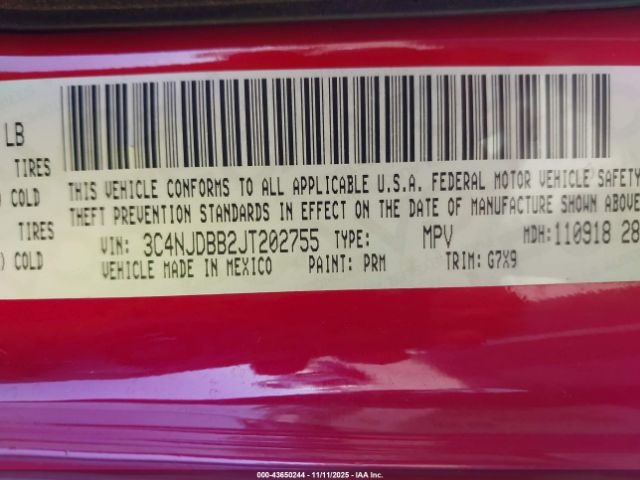 LB
TIRES
) COLD
TIRES
) COLD
THIS VEHICLE CONFORMS TO ALL APPLICABLE U.S.A. FEDERAL MOTOR VEHICLE SAFETY
THEFT PREVENTION STANDARDS IN EFFECT ON THE DATE OF MANUFACTURE SHOWN ABOVE
VIN: 3C4NJDBB2JT202755 TYPE: MPV MDH:110918 28
VEHICLE MADE IN MEXICO PAINT: PRM TRIM: G7X9
000-43650244 - 11/11/2025 - IAA Inc.